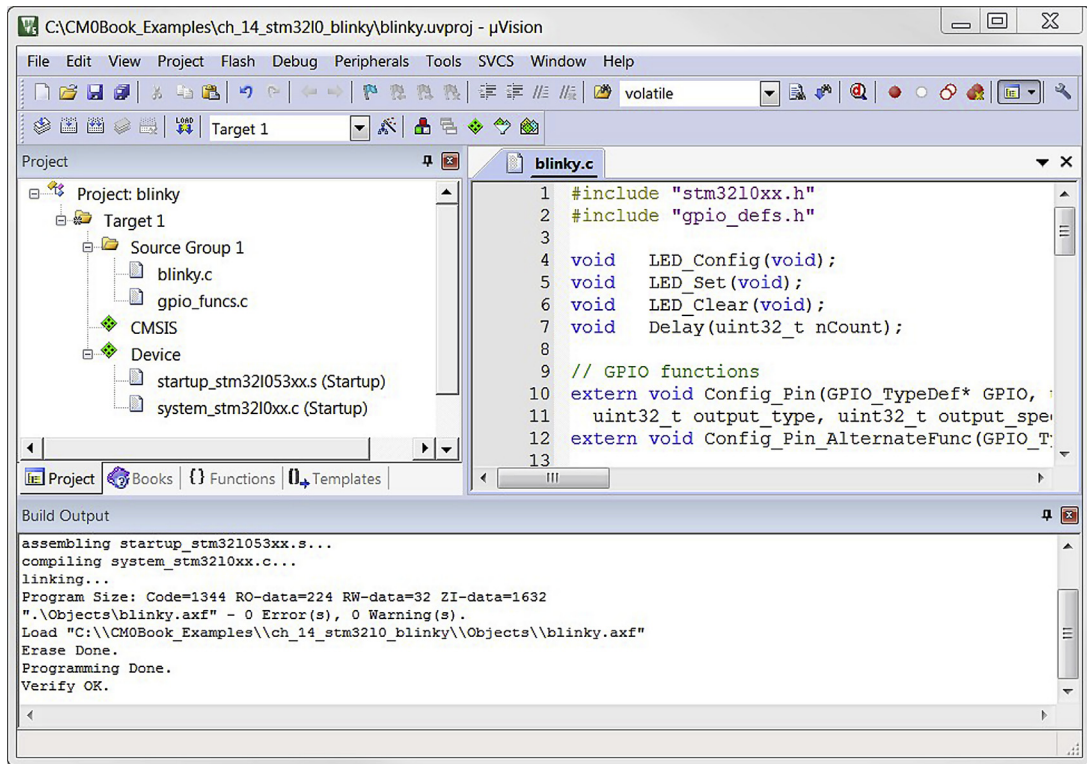 C:\CM0Book_Examples\ch_14_stm32l0_blinky\blinky.uvproj - µVision
File Edit View Project Flash Debug Peripherals Tools SVCS Window Help
volatile
LOAD
Target 1
Project
blinky.c
Project: blinky
Target 1
Source Group 1
blinky.c
gpio_funcs.c
CMSIS
Device
startup_stm32l053xx.s (Startup)
system_stm32l0xx.c (Startup)
Project Books {} Functions Templates
1 #include "stm32l0xx.h"
2 #include "gpio_defs.h"
3
4 void LED_Config(void);
5 void LED_Set(void);
6 void LED_Clear(void);
7 void Delay(uint32_t nCount);
8
9 // GPIO functions
10 extern void Config_Pin(GPIO_TypeDef* GPIO,
11 uint32_t output_type, uint32_t output_spe
12 extern void Config_Pin_AlternateFunc(GPIO_T
13
Build Output
assembling startup_stm32l053xx.s...
compiling system_stm32l0xx.c...
linking...
Program Size: Code=1344 RO-data=224 RW-data=32 ZI-data=1632
".\Objects\blinky.axf" - 0 Error(s), 0 Warning(s).
Load "C:\\CM0Book_Examples\\ch_14_stm32l0_blinky\\Objects\\blinky.axf"
Erase Done.
Programming Done.
Verify OK.